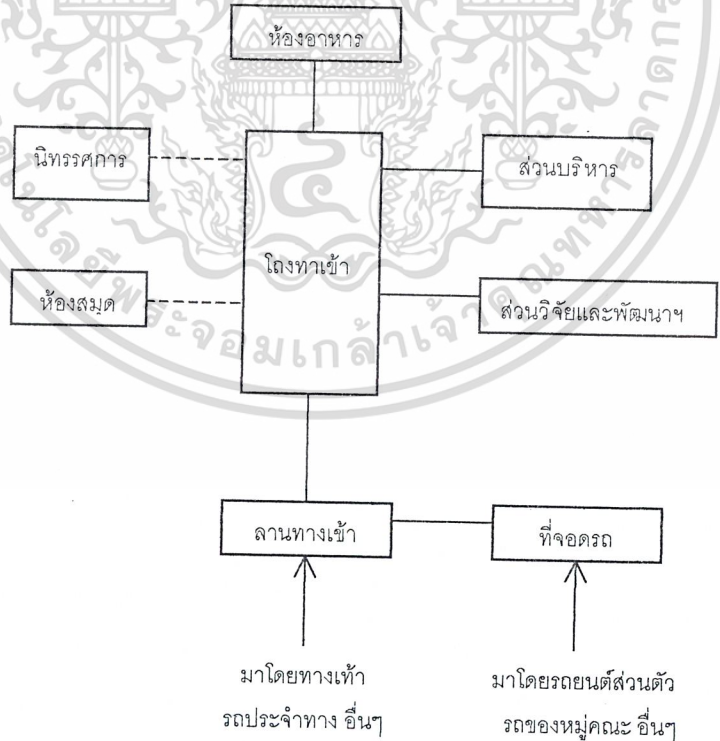 ห้องอาหาร
นิทรรศการ
ส่วนบริหาร
โถงทาเข้า
ห้องสมุด
ส่วนวิจัยและพัฒนาฯ
ลานทางเข้า
ที่จอดรถ
มาโดยทางเท้า
รถประจำทาง อื่นๆ
มาโดยรถยนต์ส่วนตัว
รถของหมู่คณะ อื่นๆ